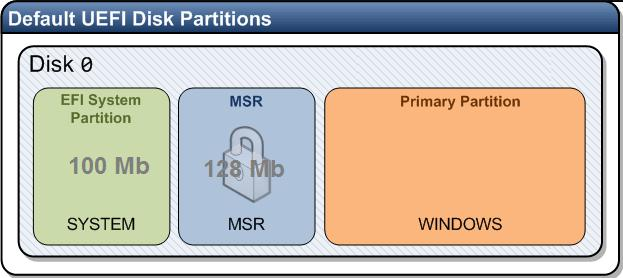 Default UEFI Disk Partitions
Disk 0
EFI System
Partition
100 Mb
SYSTEM
MSR
128 Mb
MSR
Primary Partition
WINDOWS